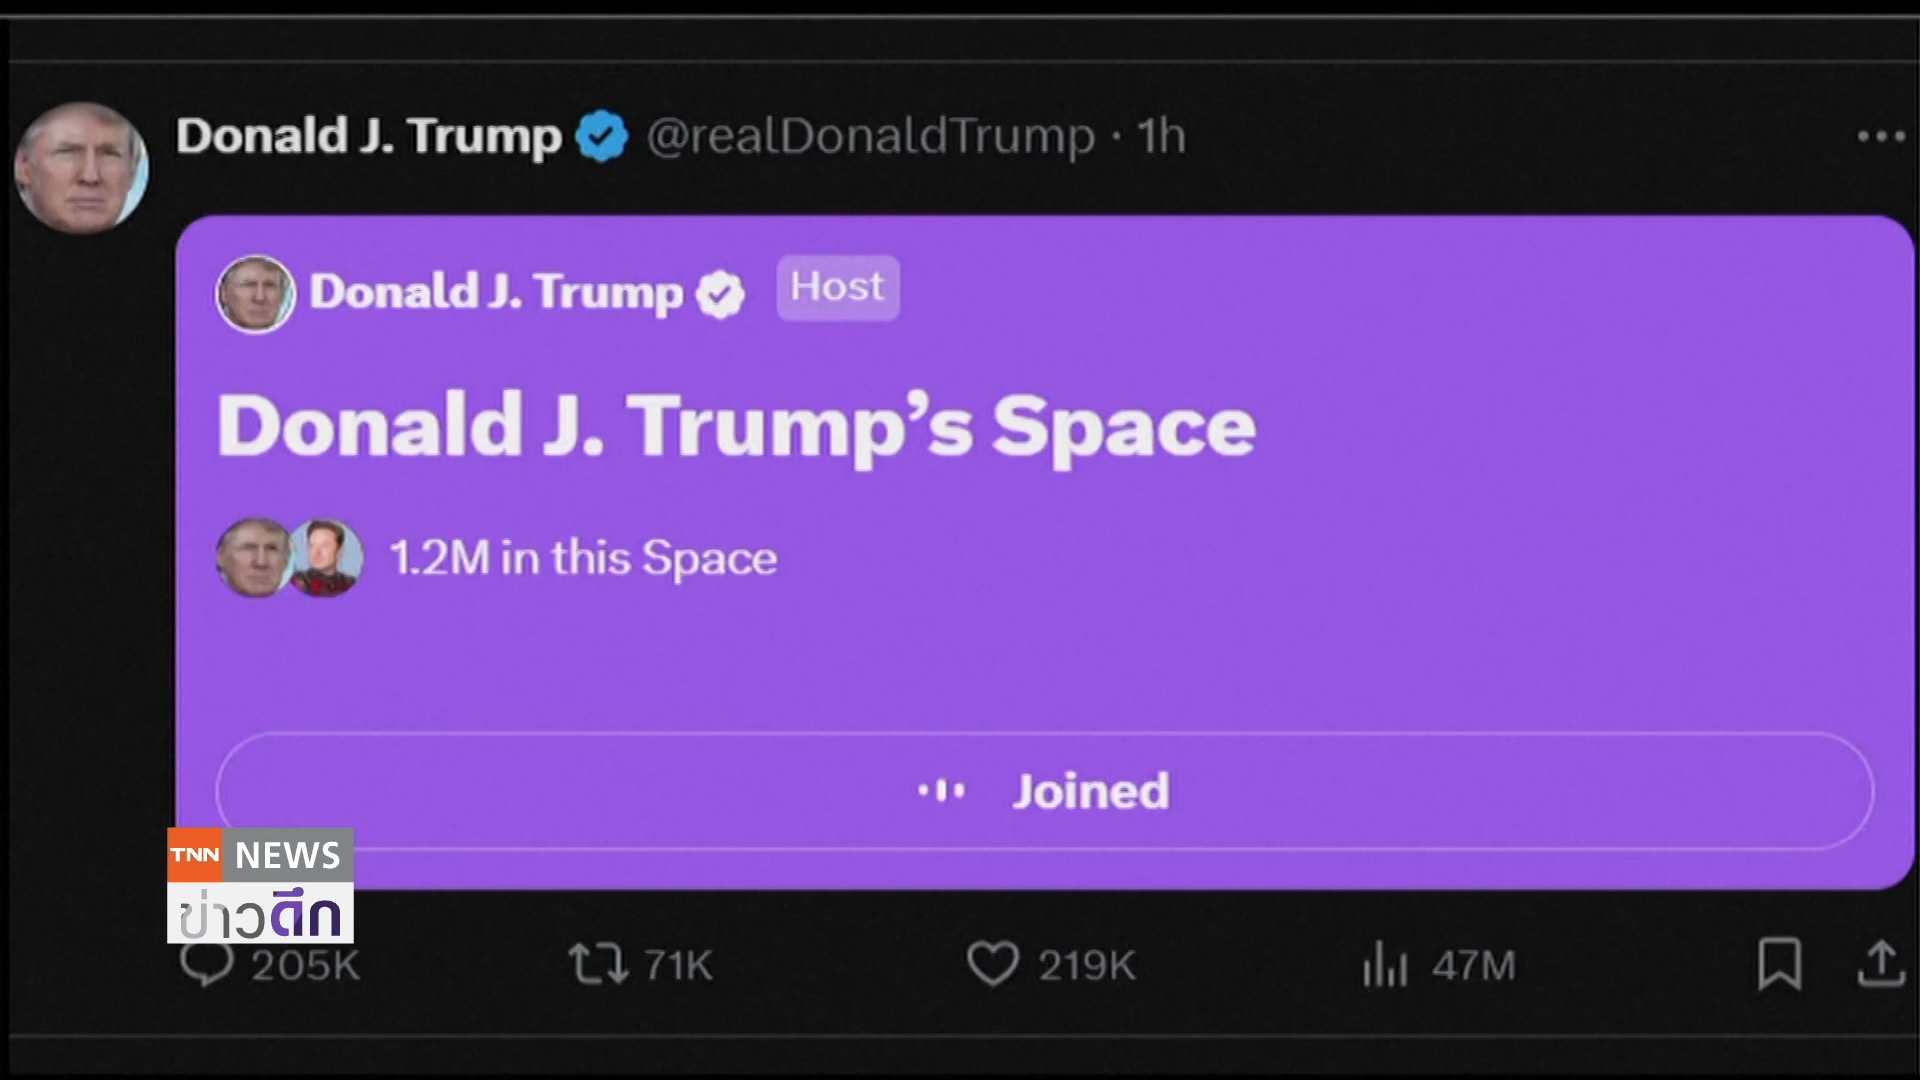 Donald J. Trump @realDonaldTrump · 1h
Donald J. Trump Host
Donald J. Trump’s Space
1.2M in this Space
Joined
TNN NEWS
ข่าวดึก
205K 71K 219K 47M